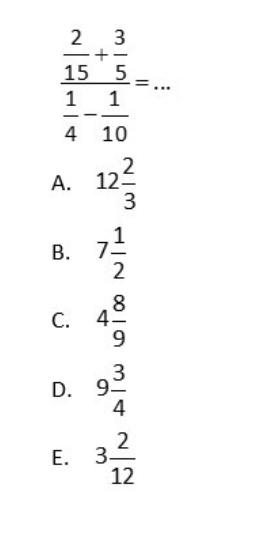 2/15 + 3/5
1/4 − 1/10 = ...
A. 12 2/3
B. 7 1/2
C. 4 8/9
D. 9 3/4
E. 3 2/12